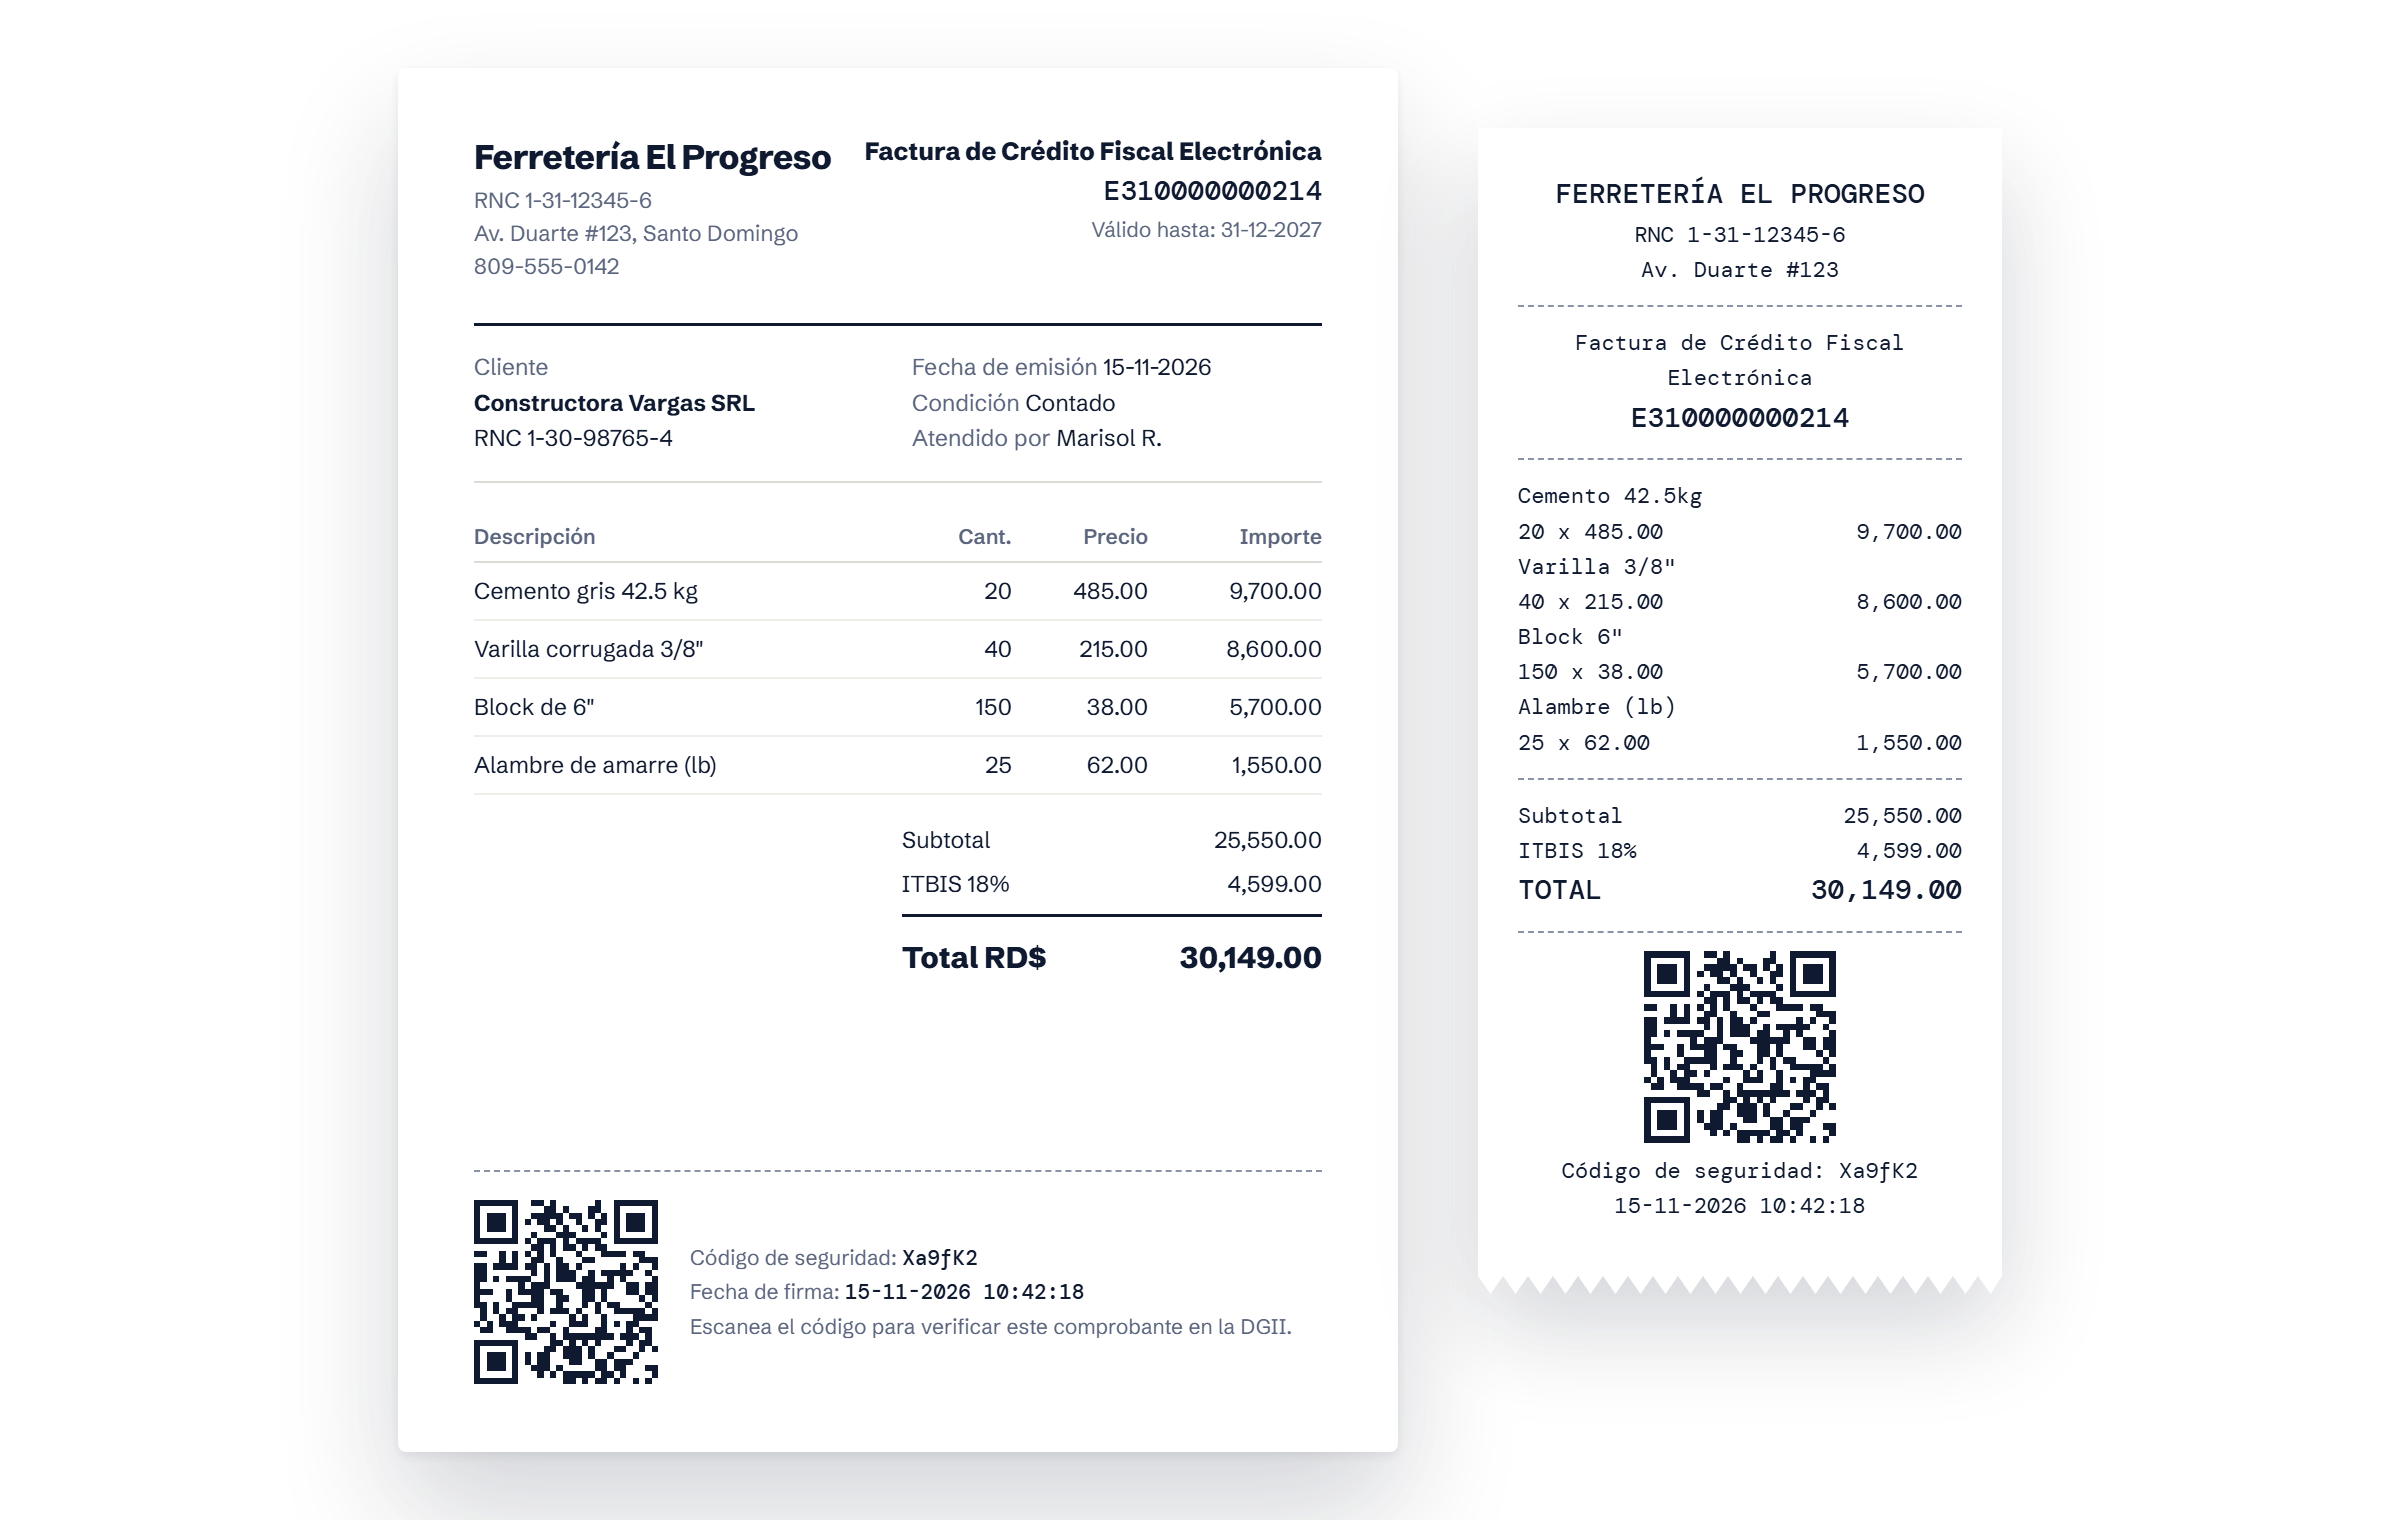 Ferretería El Progreso
RNC 1-31-12345-6
Av. Duarte #123, Santo Domingo
809-555-0142
Factura de Crédito Fiscal Electrónica
E310000000214
Válido hasta: 31-12-2027
Cliente
Constructora Vargas SRL
RNC 1-30-98765-4
Fecha de emisión 15-11-2026
Condición Contado
Atendido por Marisol R.
Descripción Cant. Precio Importe
Cemento gris 42.5 kg 20 485.00 9,700.00
Varilla corrugada 3/8" 40 215.00 8,600.00
Block de 6" 150 38.00 5,700.00
Alambre de amarre (lb) 25 62.00 1,550.00
Subtotal 25,550.00
ITBIS 18% 4,599.00
Total RD$ 30,149.00
Código de seguridad: Xa9fK2
Fecha de firma: 15-11-2026 10:42:18
Escanea el código para verificar este comprobante en la DGII.
FERRETERÍA EL PROGRESO
RNC 1-31-12345-6
Av. Duarte #123
Factura de Crédito Fiscal
Electrónica
E310000000214
Cemento 42.5kg
20 x 485.00 9,700.00
Varilla 3/8"
40 x 215.00 8,600.00
Block 6"
150 x 38.00 5,700.00
Alambre (lb)
25 x 62.00 1,550.00
Subtotal 25,550.00
ITBIS 18% 4,599.00
TOTAL 30,149.00
Código de seguridad: Xa9fK2
15-11-2026 10:42:18